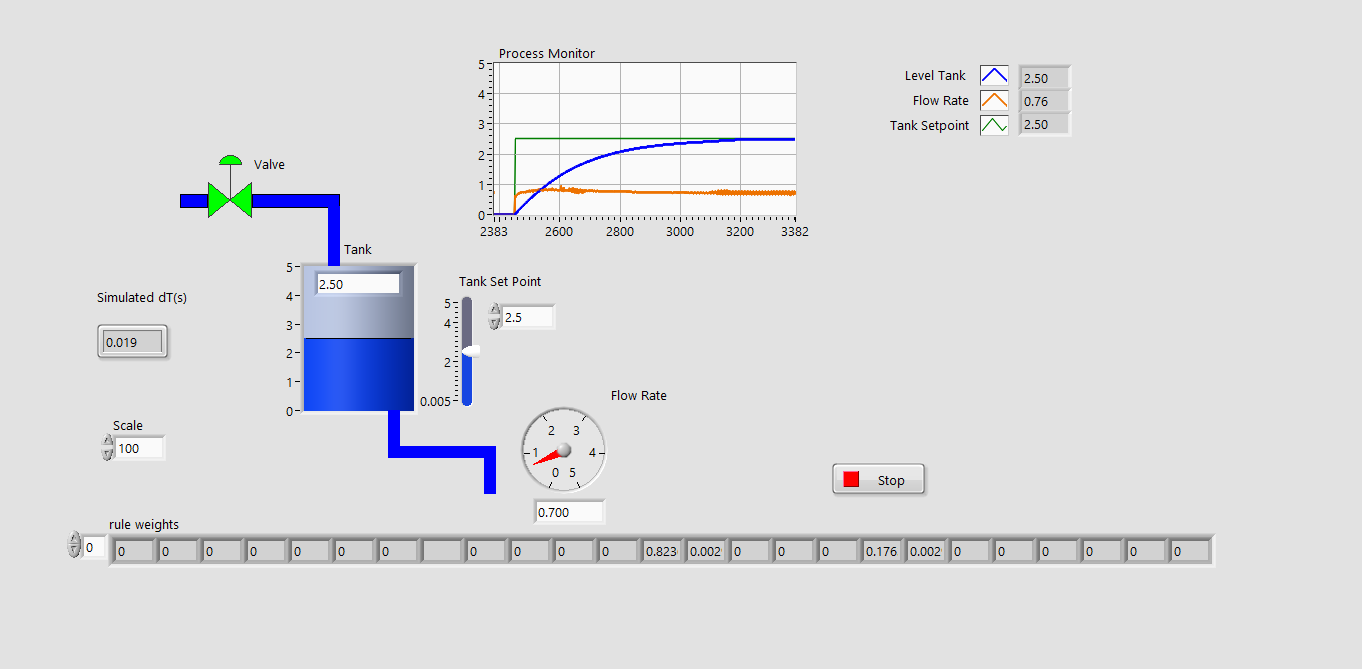 Process Monitor
5
4
3
2
1
0
2383 2600 2800 3000 3200 3382
Level Tank 2.50
Flow Rate 0.76
Tank Setpoint 2.50
Valve
Tank
5
4
3
2
1
0
2.50
Simulated dT(s)
0.019
Tank Set Point
5
4
2
0.005
2.5
Scale
100
Flow Rate
0 1 2 3 4 5
0.700
Stop
rule weights
0 0 0 0 0 0 0 0 0 0 0 0 0.823 0.002 0 0 0 0.176 0.002 0 0 0 0 0 0